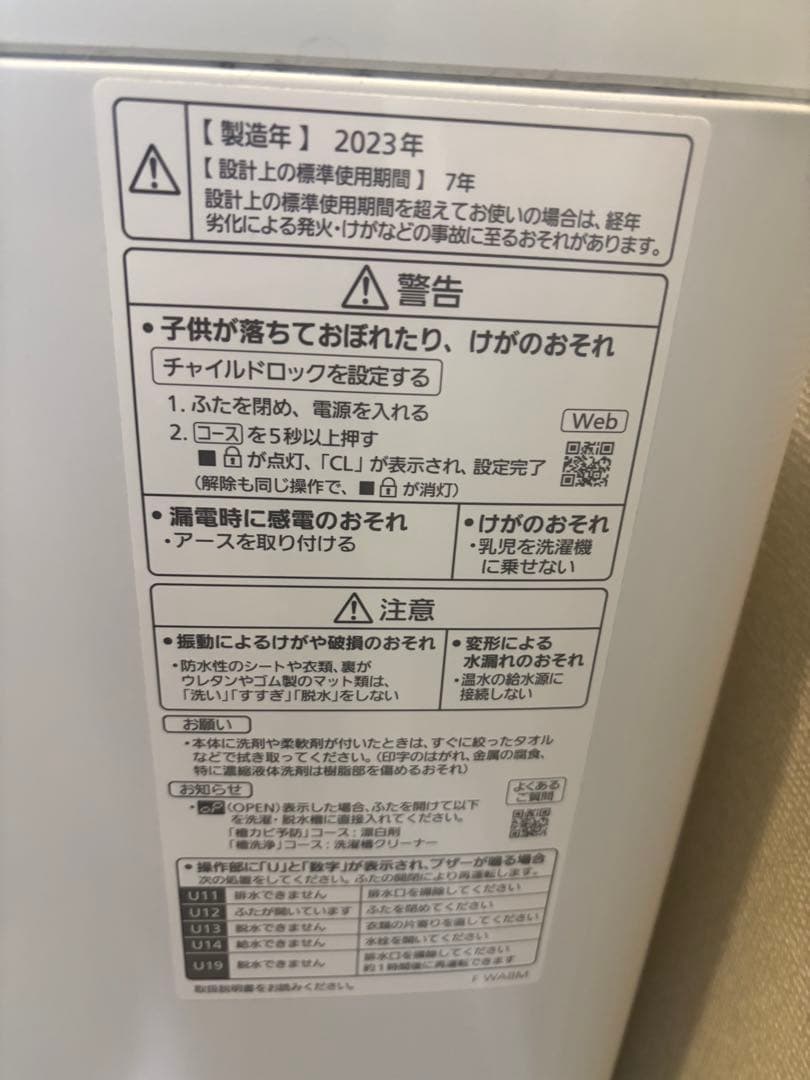 【製造年】 2023年
【設計上の標準使用期間】 7年
設計上の標準使用期間を超えてお使いの場合は、経年
劣化による発火・けがなどの事故に至るおそれがあります。
警告
•子供が落ちておぼれたり、けがのおそれ
チャイルドロックを設定する
1. ふたを閉め、電源を入れる
2. コースを5秒以上押す
■が点灯、「CL」が表示され、設定完了
(解除も同じ操作で、■が消灯)
Web
•漏電時に感電のおそれ
・アースを取り付ける
•けがのおそれ
・乳児を洗濯機
に乗せない
注意
•振動によるけがや破損のおそれ
・防水性のシートや衣類、裏が
ウレタンやゴム製のマット類は、
「洗い」「すすぎ」「脱水」をしない
•変形による
水漏れのおそれ
・温水の給水源に
接続しない
お願い
・本体に洗剤や柔軟剤が付いたときは、すぐに絞ったタオル
などで拭き取ってください。(印字のはがれ、金属の腐食、
特に濃縮液体洗剤は樹脂部を傷めるおそれ)
お知らせ
・oP(OPEN)表示した場合、ふたを開けて以下
を洗濯・脱水槽に直接入れてください。
「槽カビ予防」コース:漂白剤
「槽洗浄」コース:洗濯槽クリーナー
よくある
ご質問
•操作部に「U」と「数字」が表示され、ブザーが鳴る場合
次の処置をしてください。ふたの開閉により再運転します。
U11 排水できません 排水口を掃除してください
U12 ふたが開いています ふたを閉めてください
U13 脱水できません 衣類の片寄りを直してください
U14 給水できません 水栓を開いてください
U19 脱水できません 排水口を掃除してください
約1時間後に再運転できます
取扱説明書をお読みください。